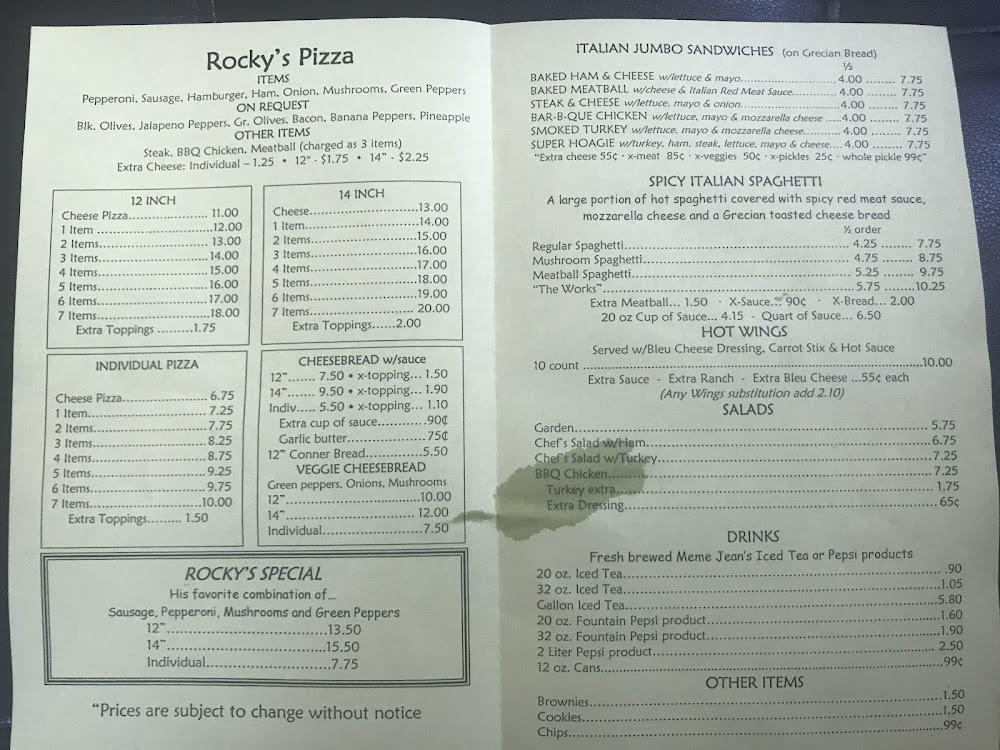 Rocky's Pizza
ITEMS
Pepperoni, Sausage, Hamburger, Ham, Onion, Mushrooms, Green Peppers
ON REQUEST
Blk. Olives, Jalapeno Peppers, Gr. Olives, Bacon, Banana Peppers, Pineapple
OTHER ITEMS
Steak, BBQ Chicken, Meatball (charged as 3 items)
Extra Cheese: Individual – 1.25 • 12" - $1.75 • 14" - $2.25
12 INCH
Cheese Pizza...................... 11.00
1 Item ................................12.00
2 Items............................... 13.00
3 Items...............................14.00
4 Items...............................15.00
5 Items...............................16.00
6 Items...............................17.00
7 Items...............................18.00
Extra Toppings .........1.75
14 INCH
Cheese..............................13.00
1 Item................................14.00
2 Items..............................15.00
3 Items..............................16.00
4 Items..............................17.00
5 Items..............................18.00
6 Items..............................19.00
7 Items.............................. 20.00
Extra Toppings......2.00
INDIVIDUAL PIZZA
Cheese Pizza...................... 6.75
1 Item................................. 7.25
2 Items............................... 7.75
3 Items............................... 8.25
4 Items............................... 8.75
5 Items............................... 9.25
6 Items............................... 9.75
7 Items..............................10.00
Extra Toppings......... 1.50
CHEESEBREAD w/sauce
12"....... 7.50 • x-topping... 1.50
14"....... 9.50 • x-topping... 1.90
Indiv..... 5.50 • x-topping... 1.10
Extra cup of sauce............90¢
Garlic butter....................75¢
12" Conner Bread..............5.50
VEGGIE CHEESEBREAD
Green peppers, Onions, Mushrooms
12"...................................10.00
14"................................... 12.00
Individual.......................... 7.50
ROCKY'S SPECIAL
His favorite combination of...
Sausage, Pepperoni, Mushrooms and Green Peppers
12"..................................13.50
14"..................................15.50
Individual...........................7.75
"Prices are subject to change without notice
ITALIAN JUMBO SANDWICHES (on Grecian Bread)
½
BAKED HAM & CHEESE w/lettuce & mayo........................ 4.00 ........ 7.75
BAKED MEATBALL w/cheese & Italian Red Meat Sauce...........4.00 ........ 7.75
STEAK & CHEESE w/lettuce, mayo & onion........................4.00 ........ 7.75
BAR-B-QUE CHICKEN w/lettuce, mayo & mozzarella cheese ....4.00 ........ 7.75
SMOKED TURKEY w/lettuce, mayo & mozzarella cheese..........4.00 ........ 7.75
SUPER HOAGIE w/turkey, ham, steak, lettuce, mayo & cheese.... 4.00 ........ 7.75
"Extra cheese 55¢ · x-meat 85¢ · x-veggies 50¢ · x-pickles 25¢ · whole pickle 99¢"
SPICY ITALIAN SPAGHETTI
A large portion of hot spaghetti covered with spicy red meat sauce,
mozzarella cheese and a Grecian toasted cheese bread
½ order
Regular Spaghetti.................................................... 4.25 ........ 7.75
Mushroom Spaghetti................................................ 4.75 ........ 8.75
Meatball Spaghetti................................................... 5.25 ........ 9.75
"The Works"........................................................... 5.75 ........10.25
Extra Meatball... 1.50 · X-Sauce... 90¢ · X-Bread... 2.00
20 oz Cup of Sauce... 4.15 - Quart of Sauce... 6.50
HOT WINGS
Served w/Bleu Cheese Dressing, Carrot Stix & Hot Sauce
10 count ................................................................................10.00
Extra Sauce - Extra Ranch - Extra Bleu Cheese ...55¢ each
(Any Wings substitution add 2.10)
SALADS
Garden..................................................................................5.75
Chef's Salad w/Ham...............................................................6.75
Chef's Salad w/Turkey............................................................7.25
BBQ Chicken.........................................................................7.25
Turkey extra........................................................................1.75
Extra Dressing......................................................................65¢
DRINKS
Fresh brewed Meme Jean's Iced Tea or Pepsi products
20 oz. Iced Tea....................................................................... .90
32 oz. Iced Tea.......................................................................1.05
Gallon Iced Tea......................................................................5.80
20 oz. Fountain Pepsi product...................................................1.60
32 oz. Fountain Pepsi product...................................................1.90
2 Liter Pepsi product............................................................... 2.50
12 oz. Cans...........................................................................99¢
OTHER ITEMS
Brownies...............................................................................1.50
Cookies.................................................................................1.50
Chips....................................................................................99¢